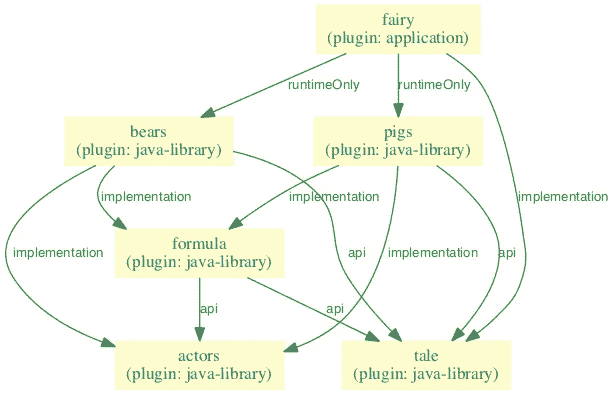 fairy
(plugin: application)
runtimeOnly
runtimeOnly
bears
(plugin: java-library)
pigs
(plugin: java-library)
implementation
implementation
implementation
formula
(plugin: java-library)
implementation
api
implementation
api
api
api
actors
(plugin: java-library)
tale
(plugin: java-library)